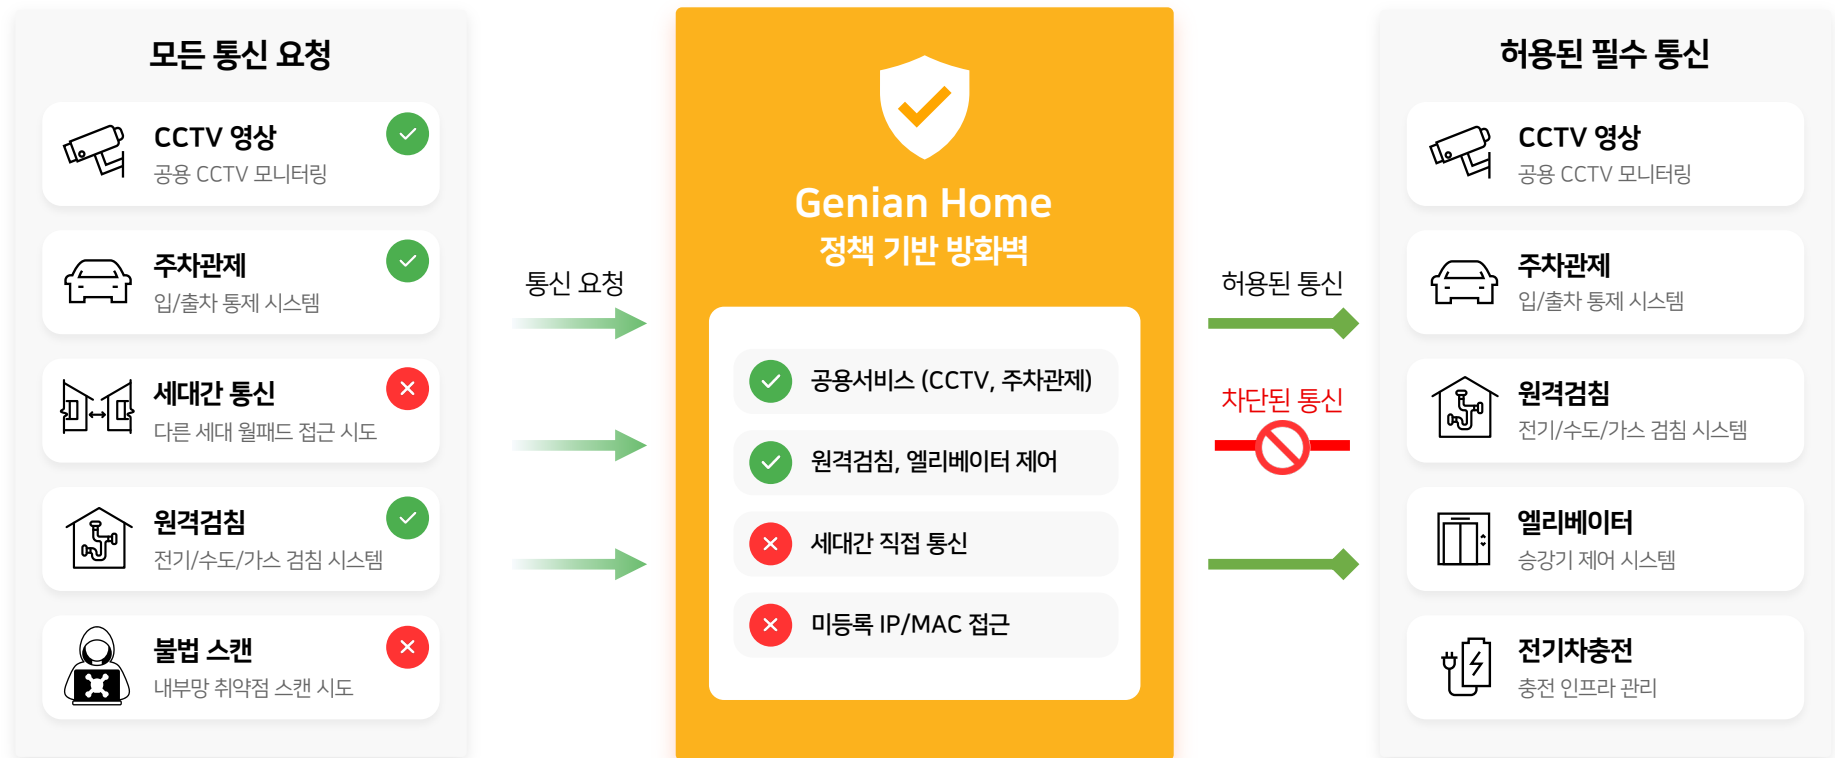 모든 통신 요청
CCTV 영상
공용 CCTV 모니터링
주차관제
입/출차 통제 시스템
세대간 통신
다른 세대 월패드 접근 시도
원격검침
전기/수도/가스 검침 시스템
불법 스캔
내부망 취약점 스캔 시도
통신 요청
Genian Home
정책 기반 방화벽
공용서비스 (CCTV, 주차관제)
원격검침, 엘리베이터 제어
세대간 직접 통신
미등록 IP/MAC 접근
허용된 통신
차단된 통신
허용된 필수 통신
CCTV 영상
공용 CCTV 모니터링
주차관제
입/출차 통제 시스템
원격검침
전기/수도/가스 검침 시스템
엘리베이터
승강기 제어 시스템
전기차충전
충전 인프라 관리